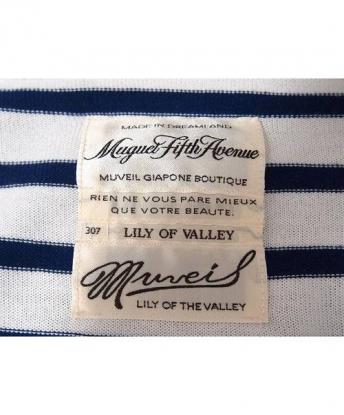 MADE IN DREAMLAND
Muguet Fifth Avenue
MUVEIL GIAPONE BOUTIQUE
RIEN NE VOUS PARE MIEUX
QUE VOTRE BEAUTE.
307 LILY OF VALLEY
Muveil
LILY OF THE VALLEY